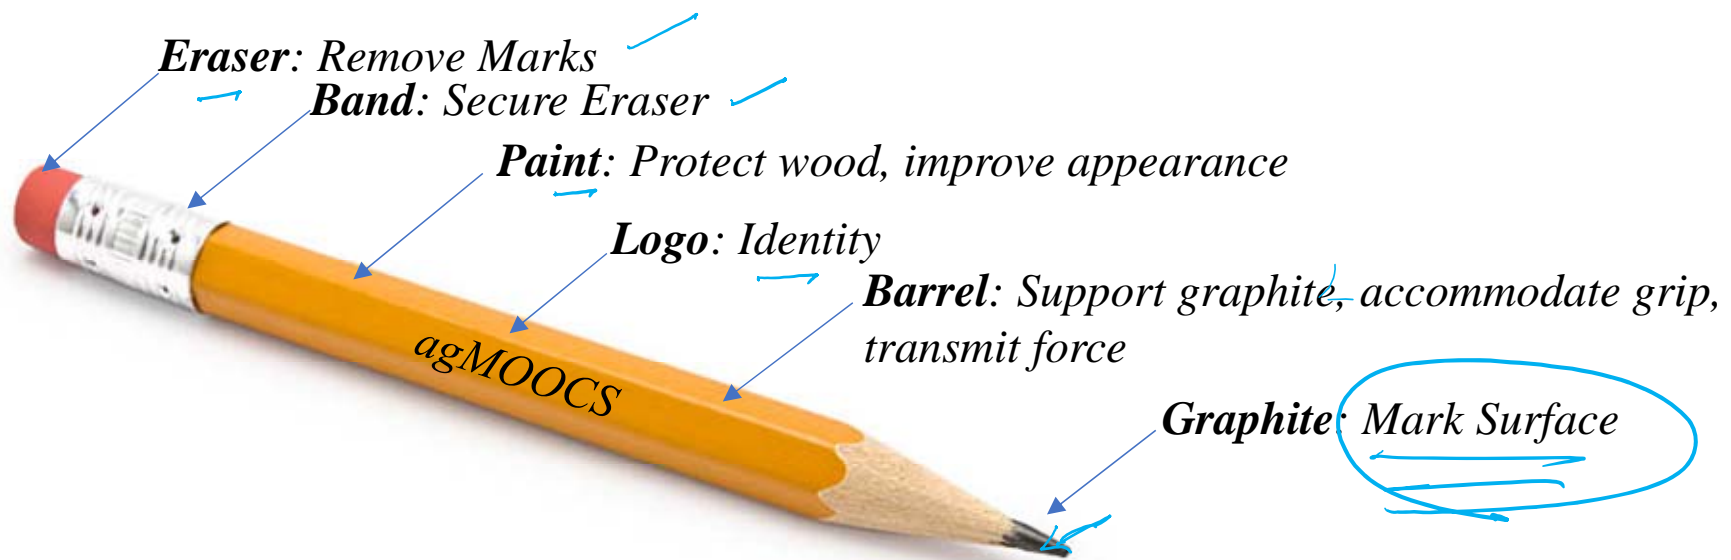 Eraser: Remove Marks
Band: Secure Eraser
Paint: Protect wood, improve appearance
Logo: Identity
Barrel: Support graphite, accommodate grip,
transmit force
agMOOCS
Graphite: Mark Surface